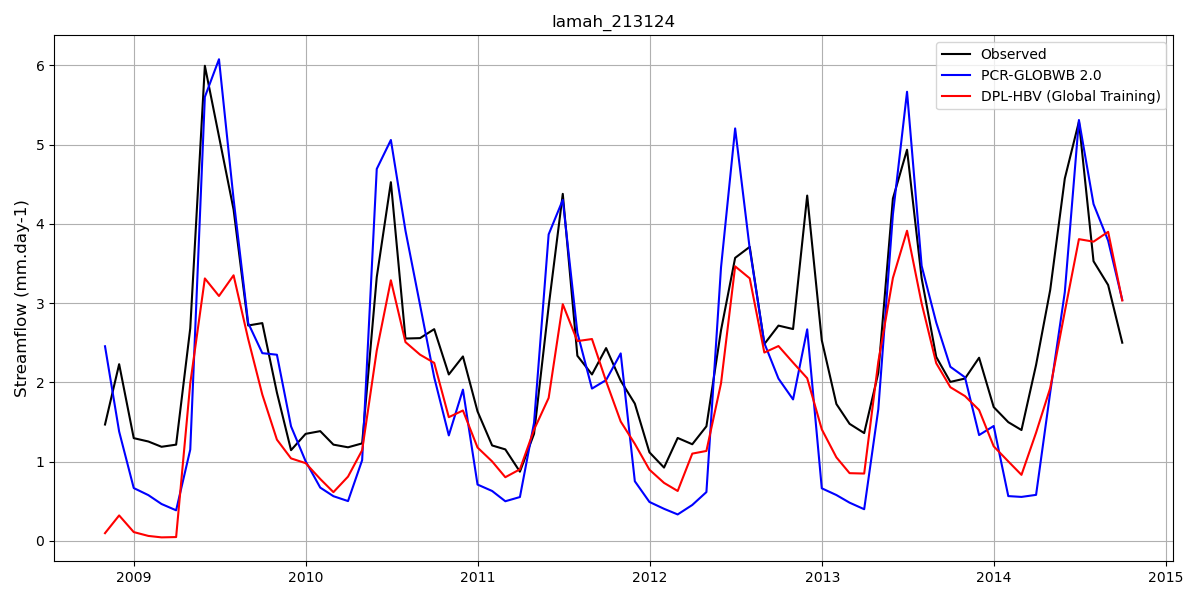 lamah_213124
Observed
PCR-GLOBWB 2.0
DPL-HBV (Global Training)
Streamflow (mm.day-1)
6
5
4
3
2
1
0
2009
2010
2011
2012
2013
2014
2015